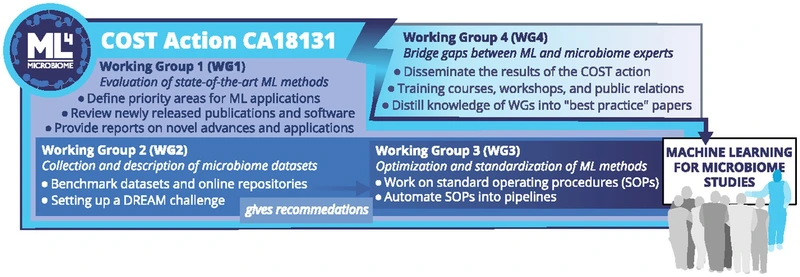 ML4
MICROBIOME
COST Action CA18131
Working Group 1 (WG1)
Evaluation of state-of-the-art ML methods
• Define priority areas for ML applications
• Review newly released publications and software
• Provide reports on novel advances and applications
Working Group 4 (WG4)
Bridge gaps between ML and microbiome experts
• Disseminate the results of the COST action
• Training courses, workshops, and public relations
• Distill knowledge of WGs into "best practice" papers
Working Group 2 (WG2)
Collection and description of microbiome datasets
• Benchmark datasets and online repositories
• Setting up a DREAM challenge
gives recommedations
Working Group 3 (WG3)
Optimization and standardization of ML methods
• Work on standard operating procedures (SOPs)
• Automate SOPs into pipelines
MACHINE LEARNING
FOR MICROBIOME
STUDIES